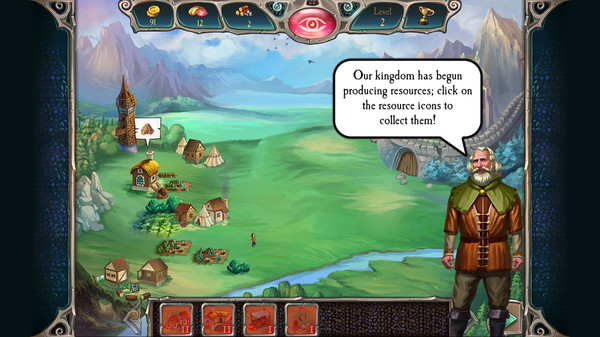 91
12
2
Level
2
Our kingdom has begun
producing resources; click on
the resource icons to
collect them!